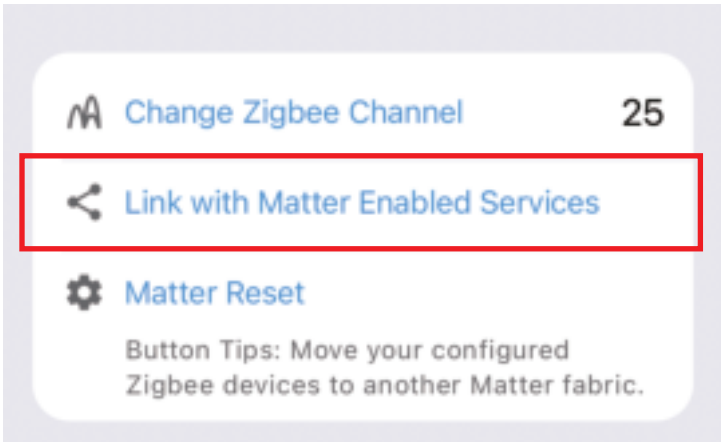 Change Zigbee Channel 25
Link with Matter Enabled Services
Matter Reset
Button Tips: Move your configured
Zigbee devices to another Matter fabric.